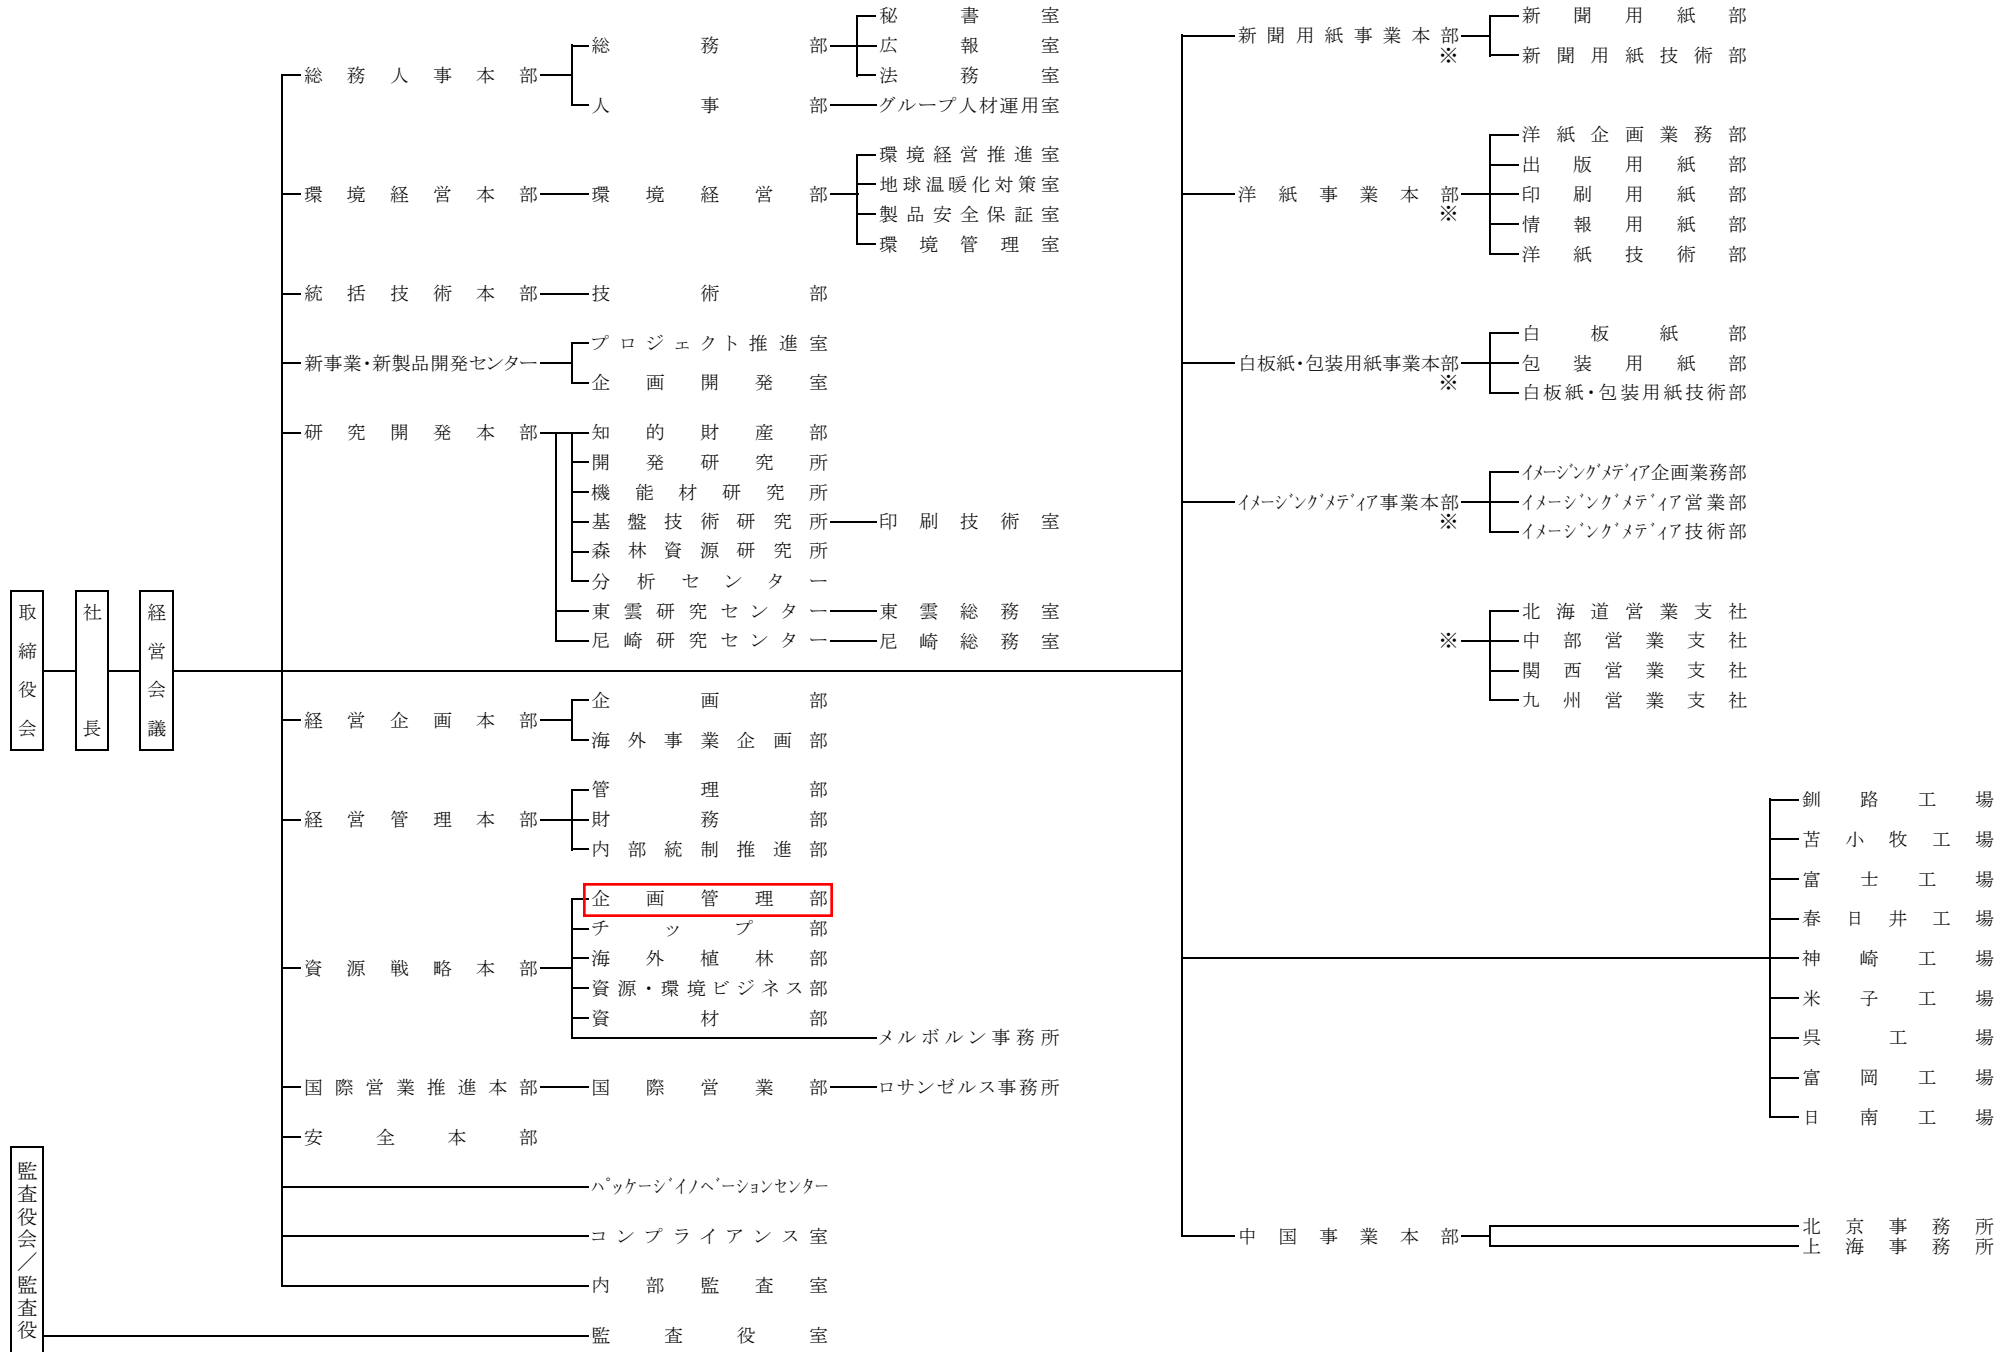 取締役会
社長
経営会議
監査役会／監査役
総務人事本部
総務部
秘書室
広報室
法務室
人事部
グループ人材運用室
環境経営本部
環境経営部
環境経営推進室
地球温暖化対策室
製品安全保証室
環境管理室
統括技術本部
技術部
新事業・新製品開発センター
プロジェクト推進室
企画開発室
研究開発本部
知的財産部
開発研究所
機能材研究所
基盤技術研究所
印刷技術室
森林資源研究所
分析センター
東雲研究センター
東雲総務室
尼崎研究センター
尼崎総務室
経営企画本部
企画部
海外事業企画部
経営管理本部
管理部
財務部
内部統制推進部
資源戦略本部
企画管理部
チップ部
海外植林部
資源・環境ビジネス部
資材部
メルボルン事務所
国際営業推進本部
国際営業部
ロサンゼルス事務所
安全本部
パッケージイノベーションセンター
コンプライアンス室
内部監査室
監査役室
新聞用紙事業本部
※
新聞用紙部
新聞用紙技術部
洋紙事業本部
※
洋紙企画業務部
出版用紙部
印刷用紙部
情報用紙部
洋紙技術部
白板紙・包装用紙事業本部
※
白板紙部
包装用紙部
白板紙・包装用紙技術部
イメージングメディア事業本部
※
イメージングメディア企画業務部
イメージングメディア営業部
イメージングメディア技術部
※
北海道営業支社
中部営業支社
関西営業支社
九州営業支社
釧路工場
苫小牧工場
富士工場
春日井工場
神崎工場
米子工場
呉工場
富岡工場
日南工場
中国事業本部
北京事務所
上海事務所